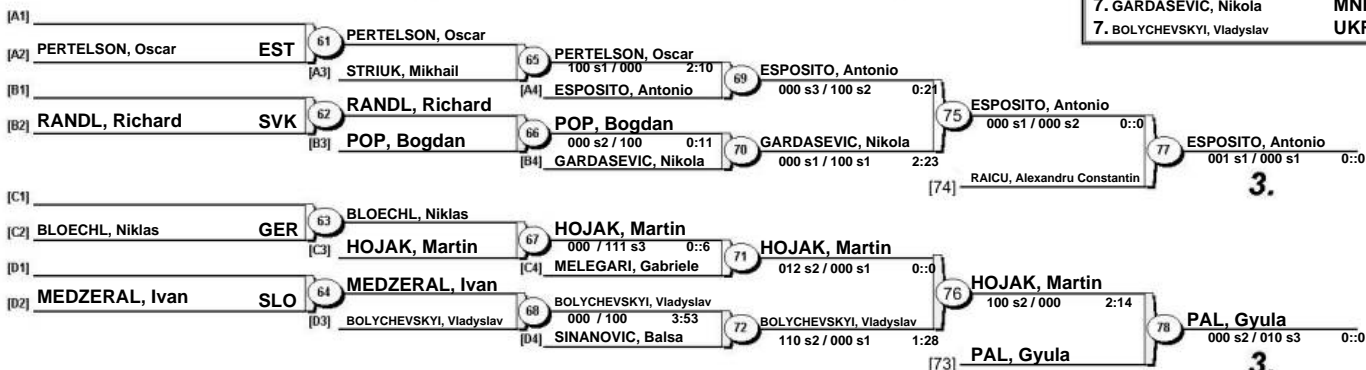 7. GARDASEVIC, Nikola MNE
7. BOLYCHEVSKYI, Vladyslav UKR
[A1]
[A2] PERTELSON, Oscar EST
61
PERTELSON, Oscar
[A3] STRIUK, Mikhail
65
PERTELSON, Oscar
100 s1 / 000 2:10
[A4] ESPOSITO, Antonio
69
ESPOSITO, Antonio
000 s3 / 100 s2 0:21
[B1]
[B2] RANDL, Richard SVK
62
RANDL, Richard
[B3] POP, Bogdan
66
POP, Bogdan
000 s2 / 100 0:11
[B4] GARDASEVIC, Nikola
70
GARDASEVIC, Nikola
000 s1 / 100 s1 2:23
75
ESPOSITO, Antonio
000 s1 / 000 s2 0::0
[74] RAICU, Alexandru Constantin
77
ESPOSITO, Antonio
001 s1 / 000 s1 0::0
3.
[C1]
[C2] BLOECHL, Niklas GER
63
BLOECHL, Niklas
[C3] HOJAK, Martin
67
HOJAK, Martin
000 / 111 s3 0::6
[C4] MELEGARI, Gabriele
71
HOJAK, Martin
012 s2 / 000 s1 0::0
[D1]
[D2] MEDZERAL, Ivan SLO
64
MEDZERAL, Ivan
[D3] BOLYCHEVSKYI, Vladyslav
68
BOLYCHEVSKYI, Vladyslav
000 / 100 3:53
[D4] SINANOVIC, Balsa
72
BOLYCHEVSKYI, Vladyslav
110 s2 / 000 s1 1:28
76
HOJAK, Martin
100 s2 / 000 2:14
[73] PAL, Gyula
78
PAL, Gyula
000 s2 / 010 s3 0::0
3.